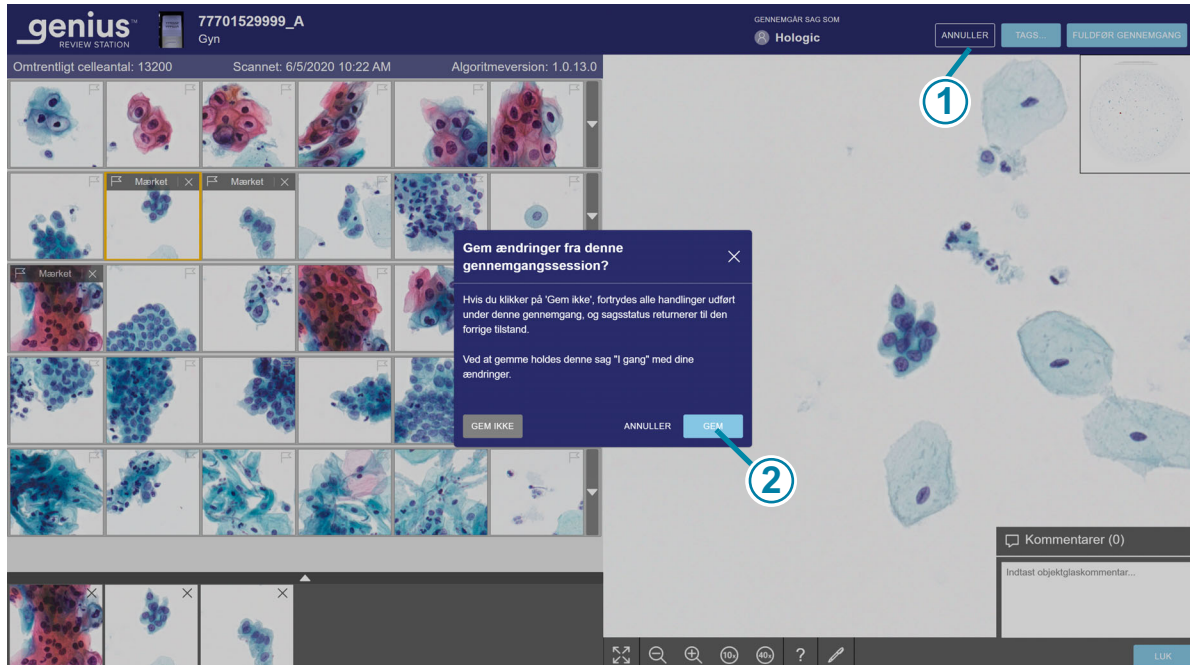 genius™
REVIEW STATION
77701529999_A
Gyn
GENNEMGÅR SAG SOM
Hologic
ANNULLER
TAGS...
FULDFØR GENNEMGANG
1
Omtrentligt celleantal: 13200
Scannet: 6/5/2020 10:22 AM
Algoritmeversion: 1.0.13.0
Mærket
Mærket
Mærket
Gem ændringer fra denne
gennemgangssession?
Hvis du klikker på 'Gem ikke', fortrydes alle handlinger udført
under denne gennemgang, og sagsstatus returnerer til den
forrige tilstand.
Ved at gemme holdes denne sag "I gang" med dine
ændringer.
GEM IKKE
ANNULLER
GEM
2
Kommentarer (0)
Indtast objektglaskommentar...
10x
40x
?
LUK